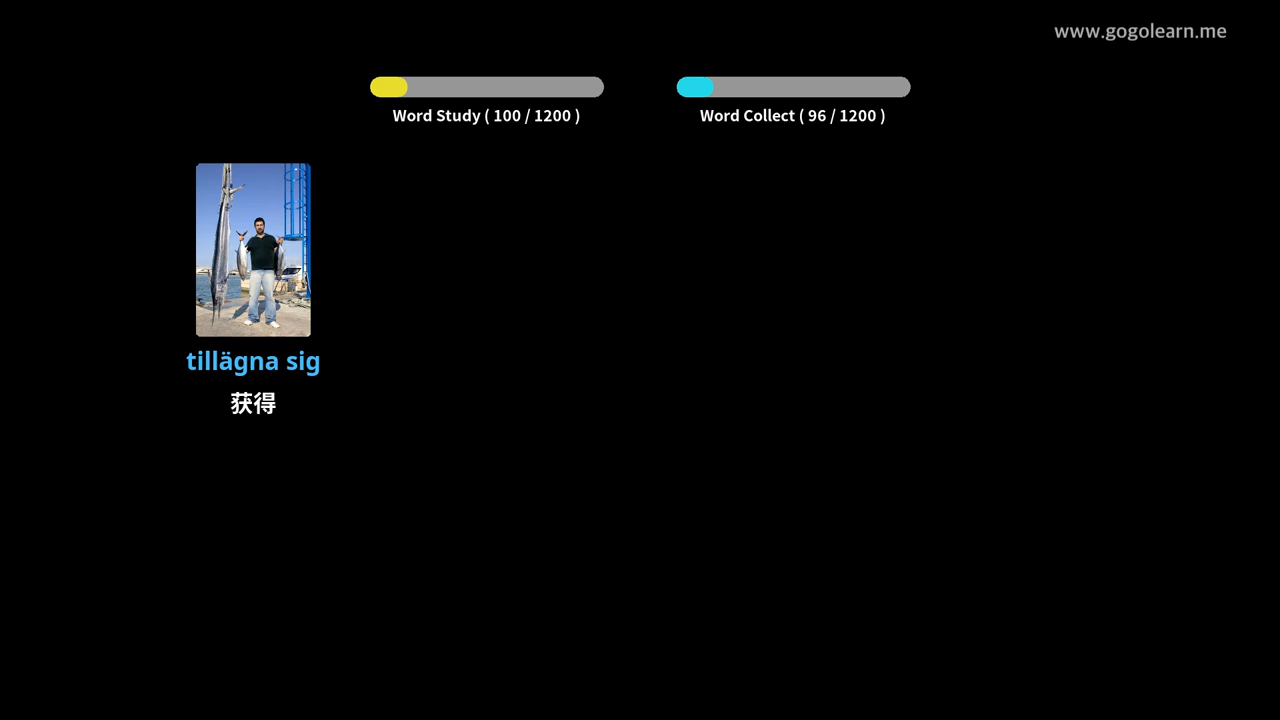 www.gogolearn.me
Word Study ( 100 / 1200 )
Word Collect ( 96 / 1200 )
tillägna sig
获得